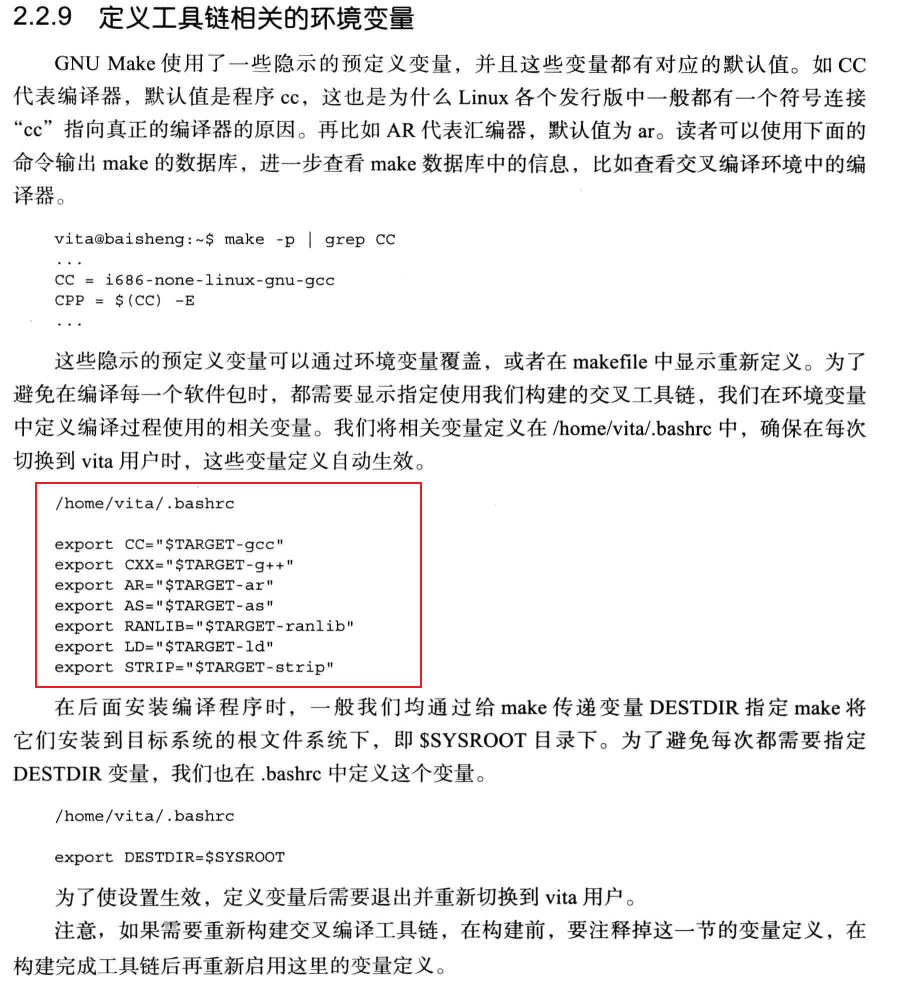 2.2.9 定义工具链相关的环境变量
GNU Make 使用了一些隐示的预定义变量，并且这些变量都有对应的默认值。如 CC
代表编译器，默认值是程序 cc，这也是为什么 Linux 各个发行版中一般都有一个符号连接
“cc”指向真正的编译器的原因。再比如 AR 代表汇编器，默认值为 ar。读者可以使用下面的
命令输出 make 的数据库，进一步查看 make 数据库中的信息，比如查看交叉编译环境中的编
译器。
vita@baisheng:~$ make -p | grep CC
...
CC = i686-none-linux-gnu-gcc
CPP = $(CC) -E
...
这些隐示的预定义变量可以通过环境变量覆盖，或者在 makefile 中显示重新定义。为了
避免在编译每一个软件包时，都需要显示指定使用我们构建的交叉工具链，我们在环境变量
中定义编译过程使用的相关变量。我们将相关变量定义在 /home/vita/.bashrc 中，确保在每次
切换到 vita 用户时，这些变量定义自动生效。
/home/vita/.bashrc
export CC="$TARGET-gcc"
export CXX="$TARGET-g++"
export AR="$TARGET-ar"
export AS="$TARGET-as"
export RANLIB="$TARGET-ranlib"
export LD="$TARGET-ld"
export STRIP="$TARGET-strip"
在后面安装编译程序时，一般我们均通过给 make 传递变量 DESTDIR 指定 make 将
它们安装到目标系统的根文件系统下，即 $SYSROOT 目录下。为了避免每次都需要指定
DESTDIR 变量，我们也在 .bashrc 中定义这个变量。
/home/vita/.bashrc
export DESTDIR=$SYSROOT
为了使设置生效，定义变量后需要退出并重新切换到 vita 用户。
注意，如果需要重新构建交叉编译工具链，在构建前，要注释掉这一节的变量定义，在
构建完成工具链后再重新启用这里的变量定义。